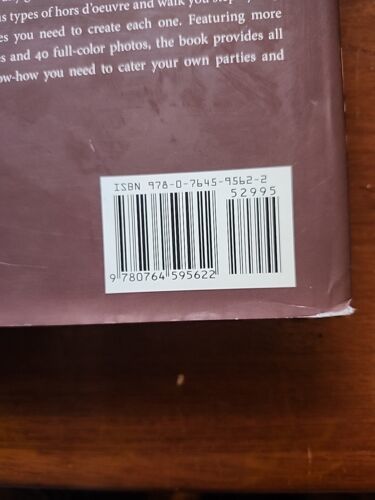 types of hors d'oeuvre and walk you step
you need to create each one. Featuring more
and 40 full-color photos, the book provides all
you need to cater your own parties and
ISBN 978-0-7645-9562-2
52995
9 780764 595622